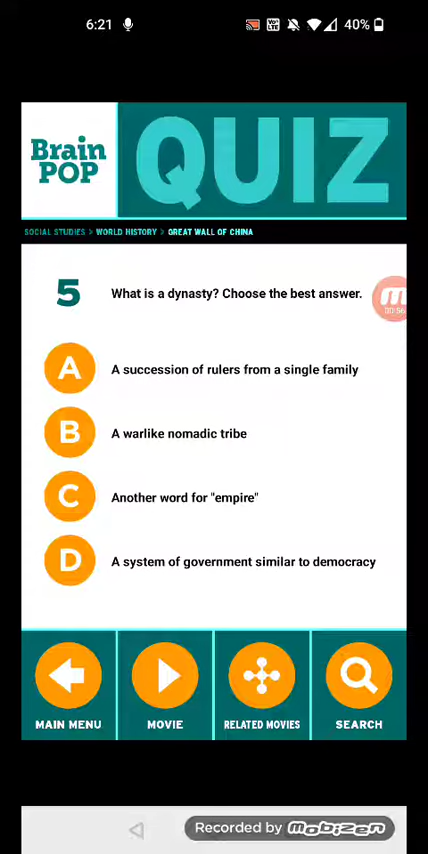 6:21
40%
Brain
POP
QUIZ
SOCIAL STUDIES > WORLD HISTORY > GREAT WALL OF CHINA
5
What is a dynasty? Choose the best answer.
00:56
A
A succession of rulers from a single family
B
A warlike nomadic tribe
C
Another word for "empire"
D
A system of government similar to democracy
MAIN MENU
MOVIE
RELATED MOVIES
SEARCH
Recorded by mobizen